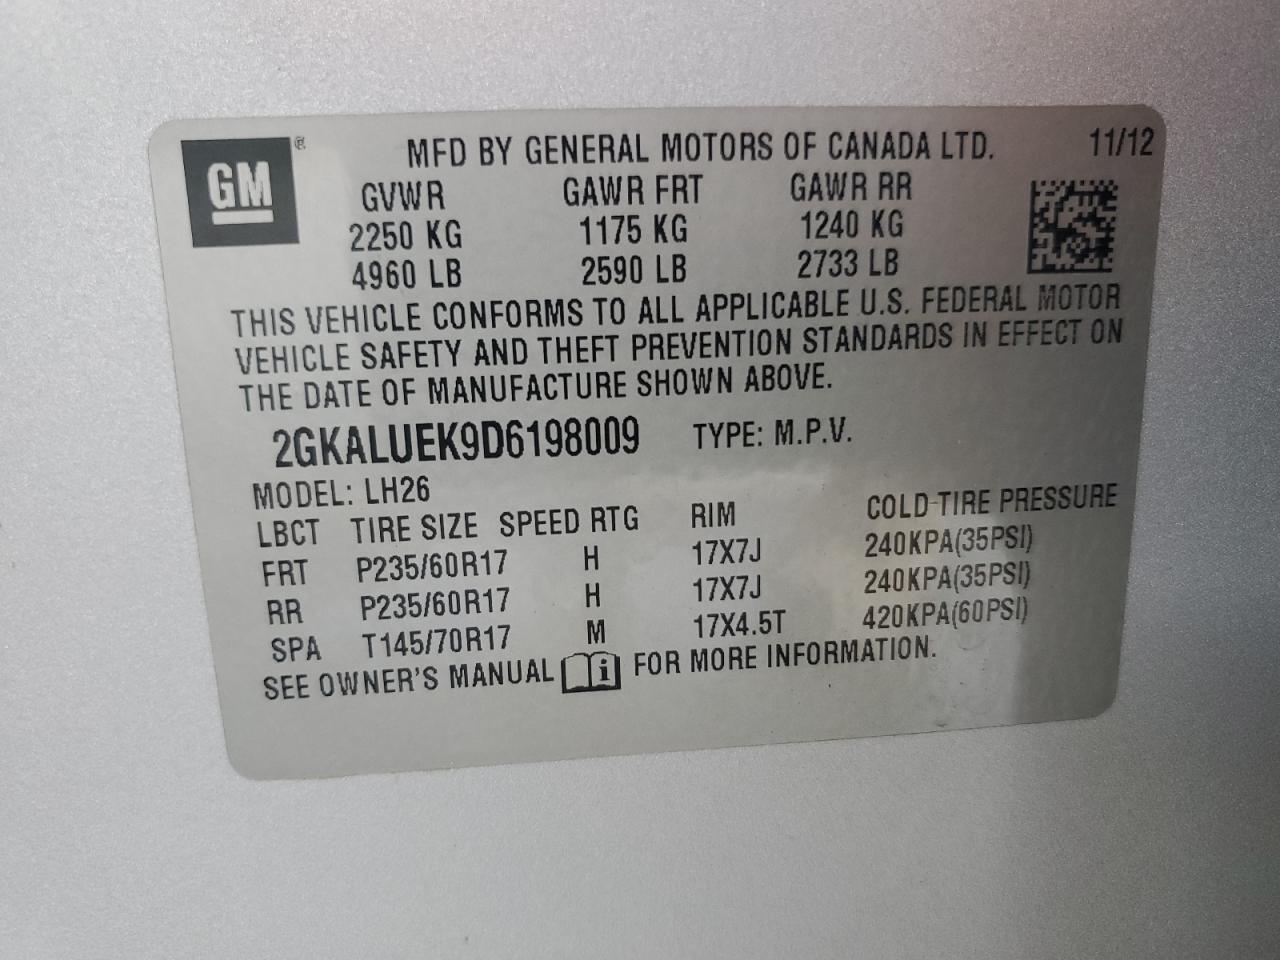 GM ® MFD BY GENERAL MOTORS OF CANADA LTD. 11/12
GVWR GAWR FRT GAWR RR
2250 KG 1175 KG 1240 KG
4960 LB 2590 LB 2733 LB
THIS VEHICLE CONFORMS TO ALL APPLICABLE U.S. FEDERAL MOTOR
VEHICLE SAFETY AND THEFT PREVENTION STANDARDS IN EFFECT ON
THE DATE OF MANUFACTURE SHOWN ABOVE.
2GKALUEK9D6198009 TYPE: M.P.V.
MODEL: LH26
LBCT TIRE SIZE SPEED RTG RIM COLD TIRE PRESSURE
FRT P235/60R17 H 17X7J 240KPA(35PSI)
RR P235/60R17 H 17X7J 240KPA(35PSI)
SPA T145/70R17 M 17X4.5T 420KPA(60PSI)
SEE OWNER'S MANUAL i FOR MORE INFORMATION.